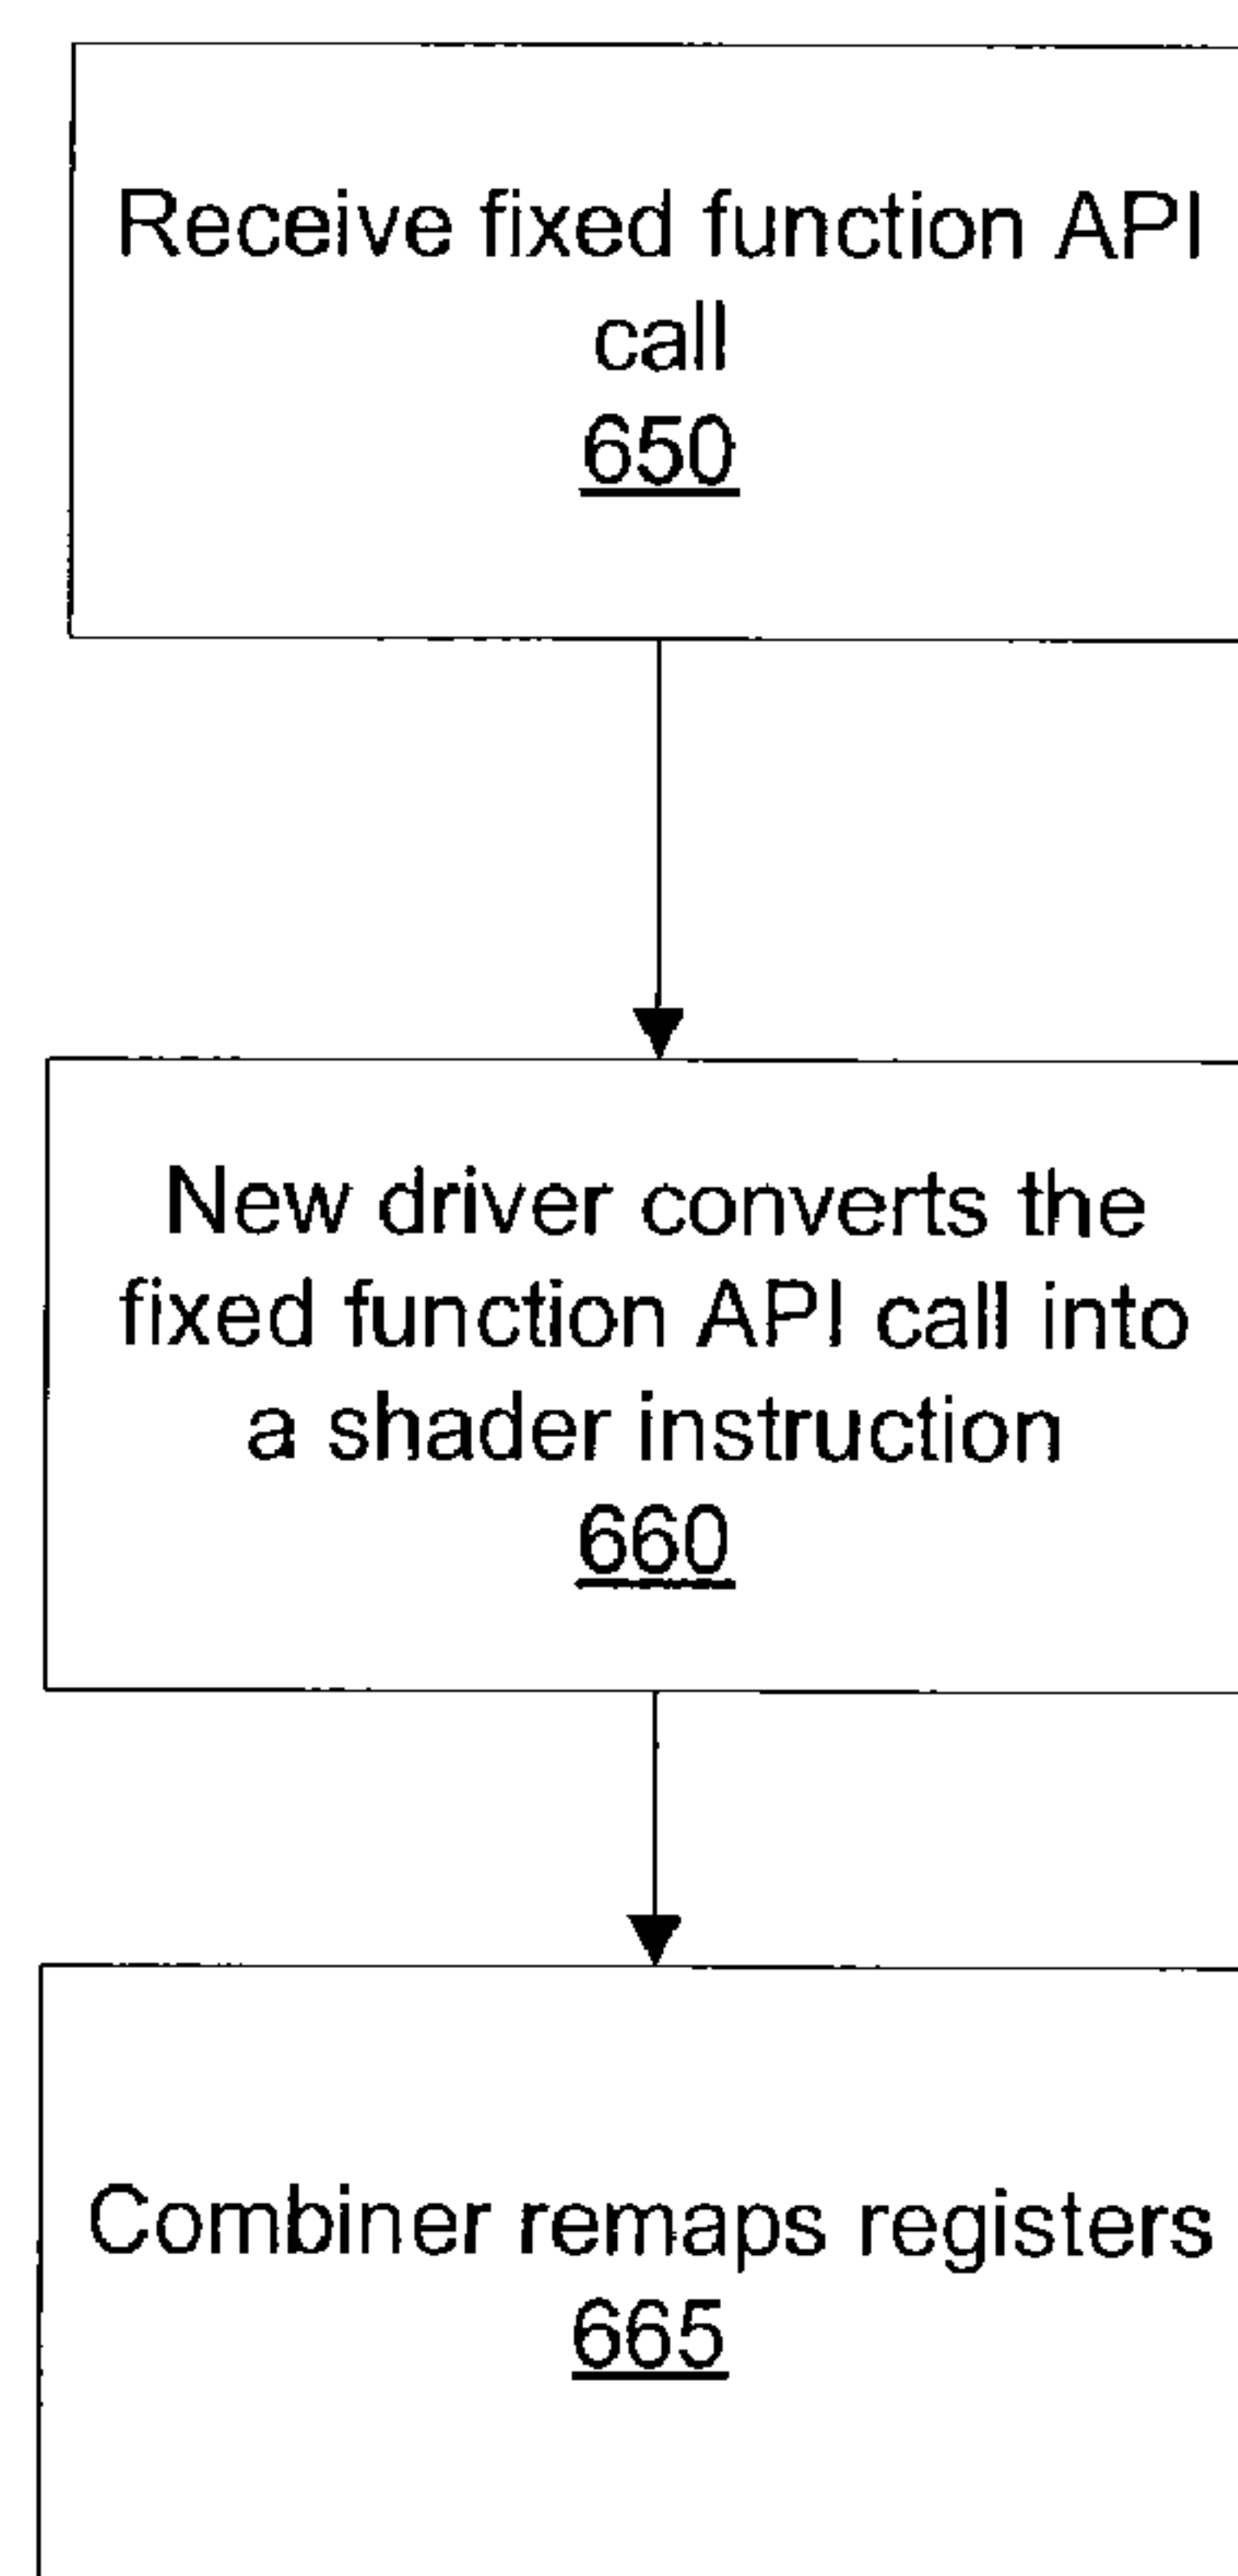 Receive fixed function API
call
650
New driver converts the
fixed function API call into
a shader instruction
660
Combiner remaps registers
665